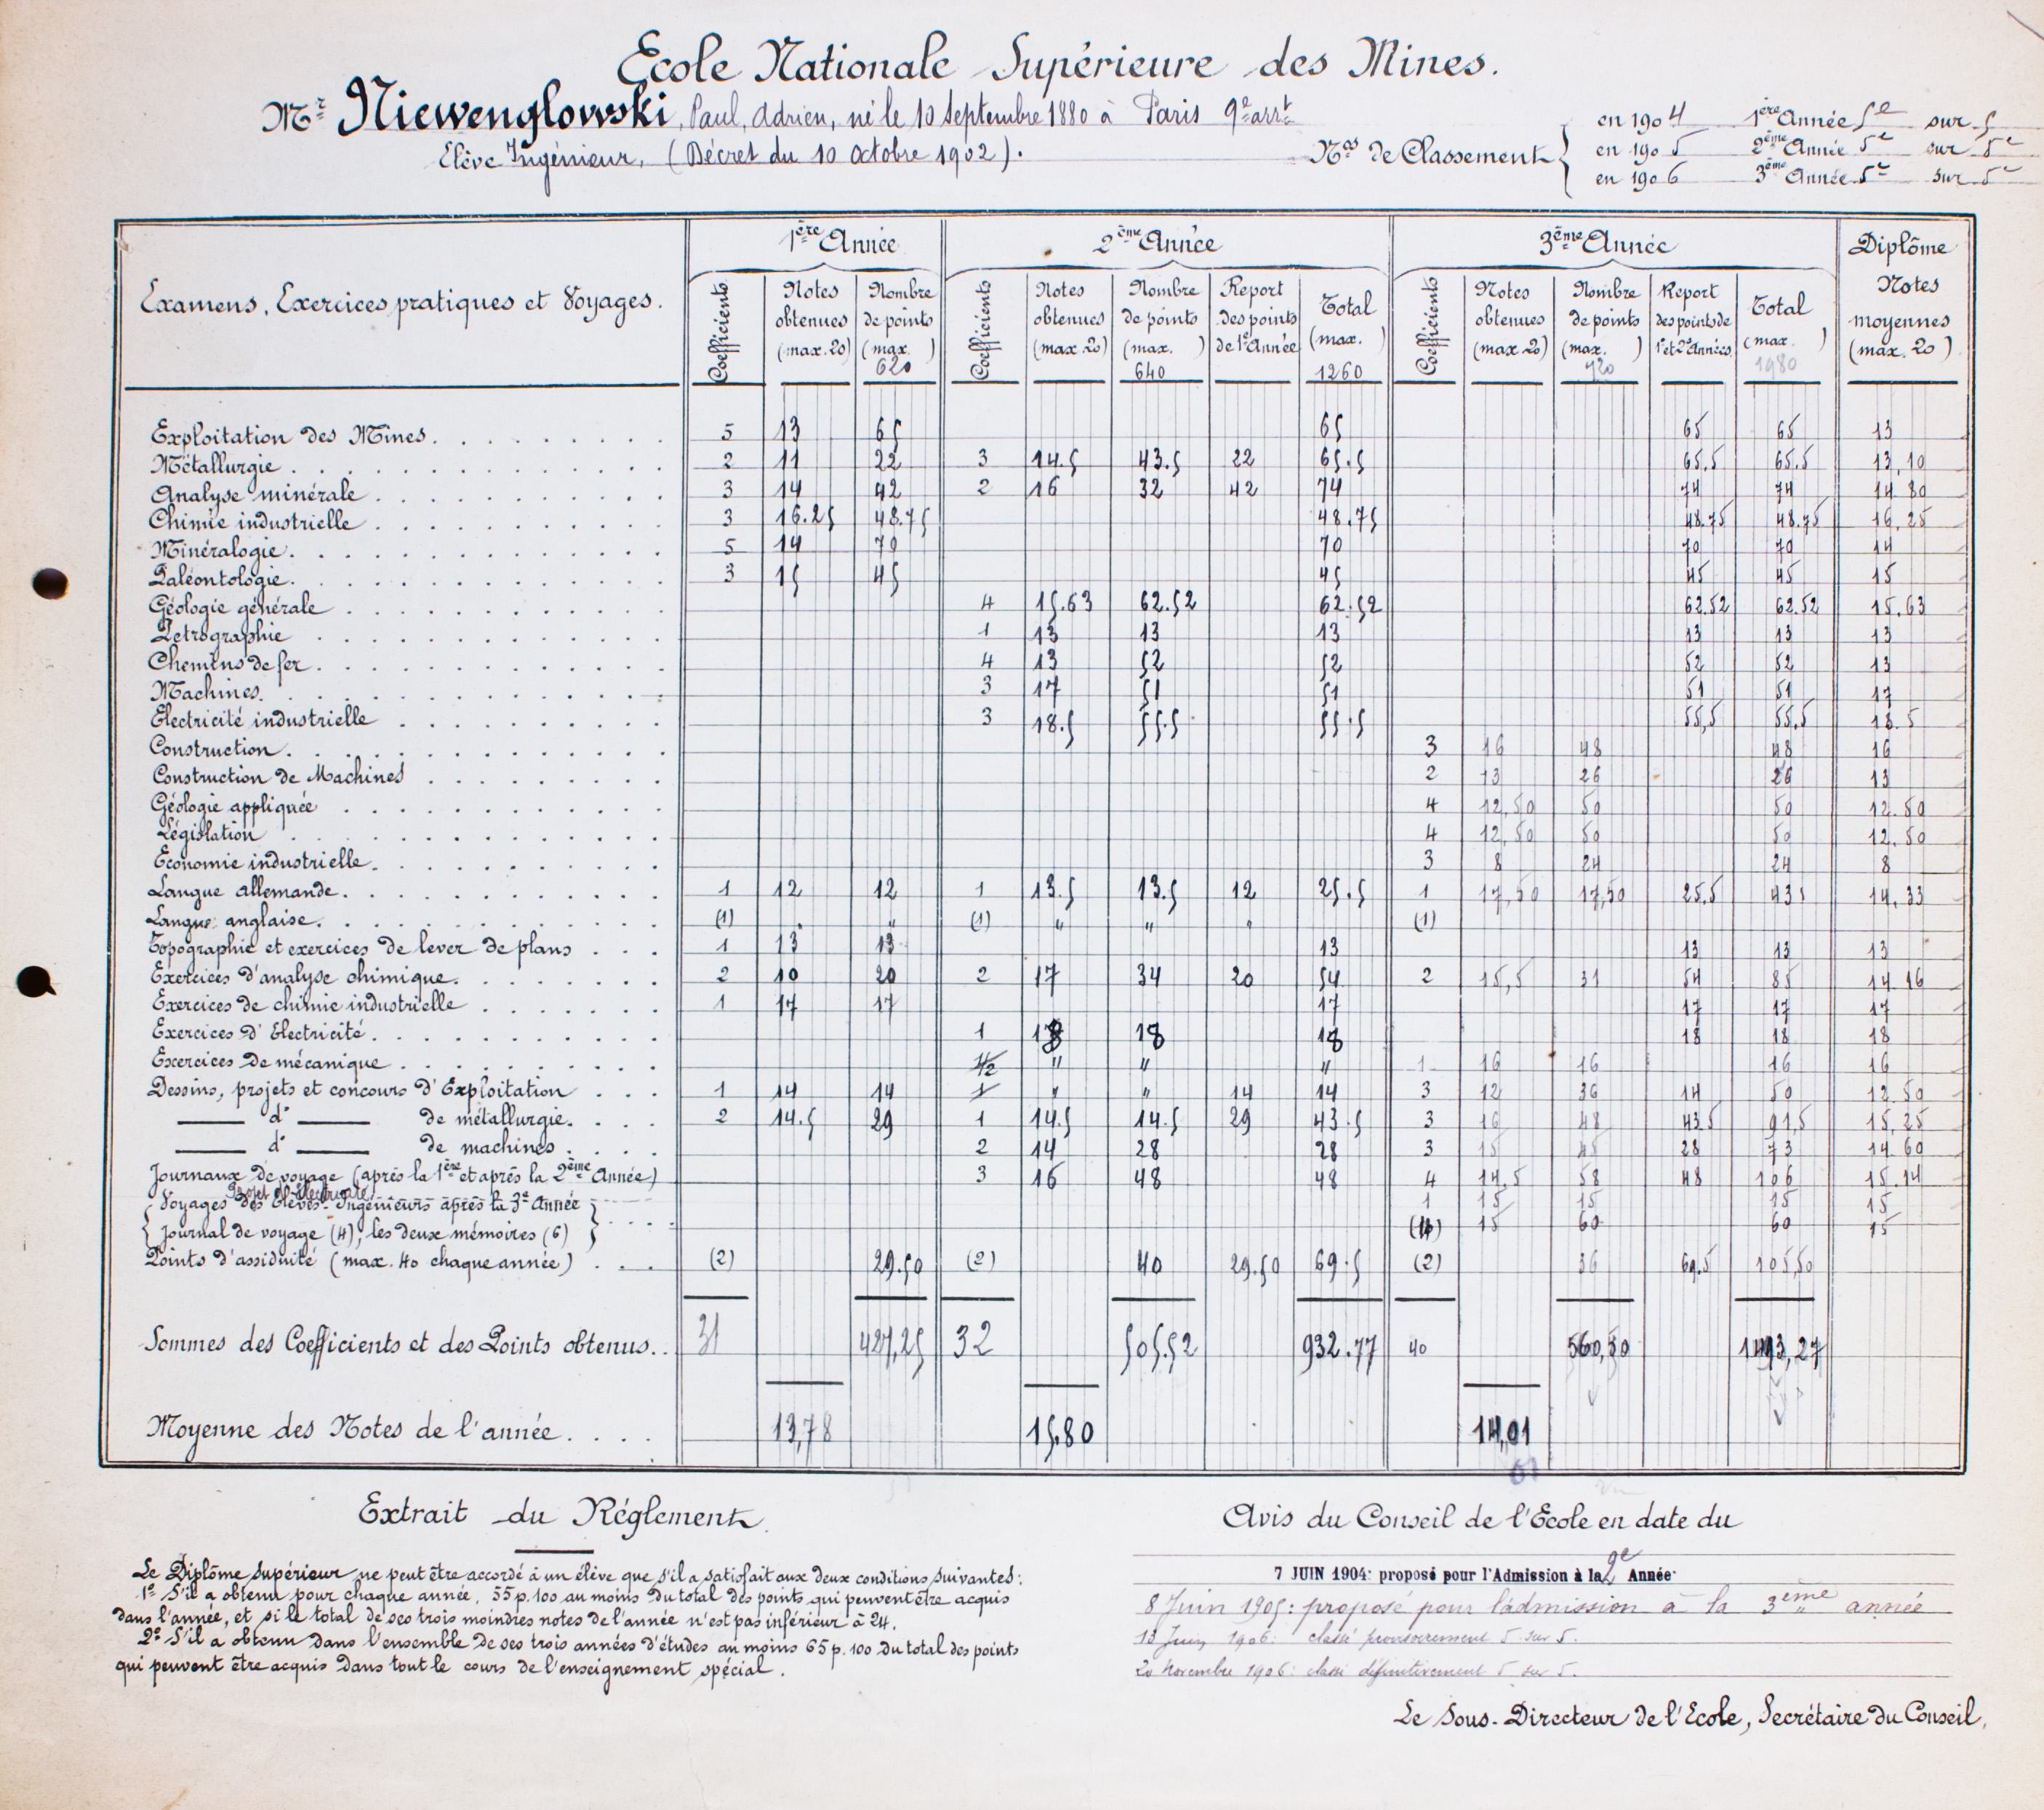 Ecole Nationale Supérieure des Mines.
Mr Niewenglowski, Paul, Adrien, né le 10 Septembre 1880 à Paris 9e arrt
Elève Ingénieur, (Décret du 10 Octobre 1902).
Nos de Classement
en 1904 1ère Année 5e sur 5
en 1905 2ème Année 5e sur 5e
en 1906 3ème Année 5e sur 5e
Examens, Exercices pratiques et Voyages.
1ère Année 2ème Année 3ème Année Diplôme
Coefficients Notes obtenues (max. 20) Nombre de points (max. 620)
Coefficients Notes obtenues (max 20) Nombre de points (max. 640) Report des points de 1e Année Total (max. 1260)
Coefficients Notes obtenues (max 20) Nombre de points (max. 720) Report des points de 1e et 2e Années Total (max. 1980)
Notes moyennes (max. 20)
Exploitation des Mines. 5 13 65 65 65 65 13
Métallurgie. 2 11 22 3 14.5 43.5 22 65.5 65,5 65.5 13,10
Analyse minérale. 3 14 42 2 16 32 42 74 74 74 14 80
Chimie industrielle. 3 16.25 48.75 48.75 48.75 48.75 16,25
Minéralogie. 5 14 70 70 70 70 14
Paléontologie. 3 15 45 45 45 45 15
Géologie générale 4 15.63 62.52 62.52 62.52 62.52 15,63
Petrographie 1 13 13 13 13 13 13
Chemins de fer. 4 13 52 52 52 52 13
Machines. 3 17 51 51 51 51 17
Electricité industrielle 3 18.5 55.5 55.5 55,5 55,5 18.5
Construction. 3 16 48 48 16
Construction de Machines 2 13 26 26 13
Géologie appliquée 4 12,50 50 50 12.50
Législation 4 12,50 50 50 12.50
Economie industrielle. 3 8 24 24 8
Langue allemande. 1 12 12 1 13.5 13.5 12 25.5 1 17,50 17,50 25,5 43 14,33
Langue anglaise. (1) " " (1) " " " (1)
Topographie et exercices de lever de plans 1 13 13 13 13 13 13
Exercices d'analyse chimique. 2 10 20 2 17 34 20 54 2 15,5 31 54 85 14 16
Exercices de chimie industrielle 1 17 17 17 17 17 17
Exercices d'Electricité. 1 18 18 18 18 18 18
Exercices de mécanique 1/2 " " " 1 16 16 16 16
Dessins, projets et concours d'Exploitation 1 14 14 1 " " 14 14 3 12 36 14 50 12.50
d° de métallurgie. 2 14.5 29 1 14.5 14.5 29 43.5 3 16 48 43.5 91,5 15,25
d° de machines 2 14 28 28 3 15 45 28 73 14 60
Journaux de voyage (après la 1ère et après la 2ème Année) 3 16 48 48 4 14.5 58 48 106 15.14
Projet d'Electricité 1 15 15 15 15
Voyages des Elèves-Ingénieurs après la 3e Année
Journal de voyage (4); les deux mémoires (6) (4) 15 60 60 15
Points d'assiduité (max. 40 chaque année) (2) 29.50 (2) 40 29.50 69.5 (2) 36 69.5 105,50
Sommes des Coefficients et des Points obtenus. 31 427,25 32 505.52 932.77 40 560,50 1493,27
Moyenne des Notes de l'année. 13,78 15.80 14,01
Extrait du Réglement.
Le Diplôme supérieur ne peut être accordé à un élève que s'il a satisfait aux deux conditions suivantes:
1e S'il a obtenu pour chaque année, 55 p. 100 au moins du total des points qui peuvent être acquis
dans l'année, et si le total de ses trois moindres notes de l'année n'est pas inférieur à 24.
2e S'il a obtenu dans l'ensemble de ses trois années d'études au moins 65 p. 100 du total des points
qui peuvent être acquis dans tout le cours de l'enseignement spécial.
Avis du Conseil de l'Ecole en date du
7 JUIN 1904: proposé pour l'Admission à la 2e Année.
8 Juin 1905: proposé pour l'admission à la 3ème année
13 Juin 1906: classé provisoirement 5 sur 5.
20 Novembre 1906: classé définitivement 5 sur 5.
Le Sous-Directeur de l'Ecole, Secrétaire du Conseil,